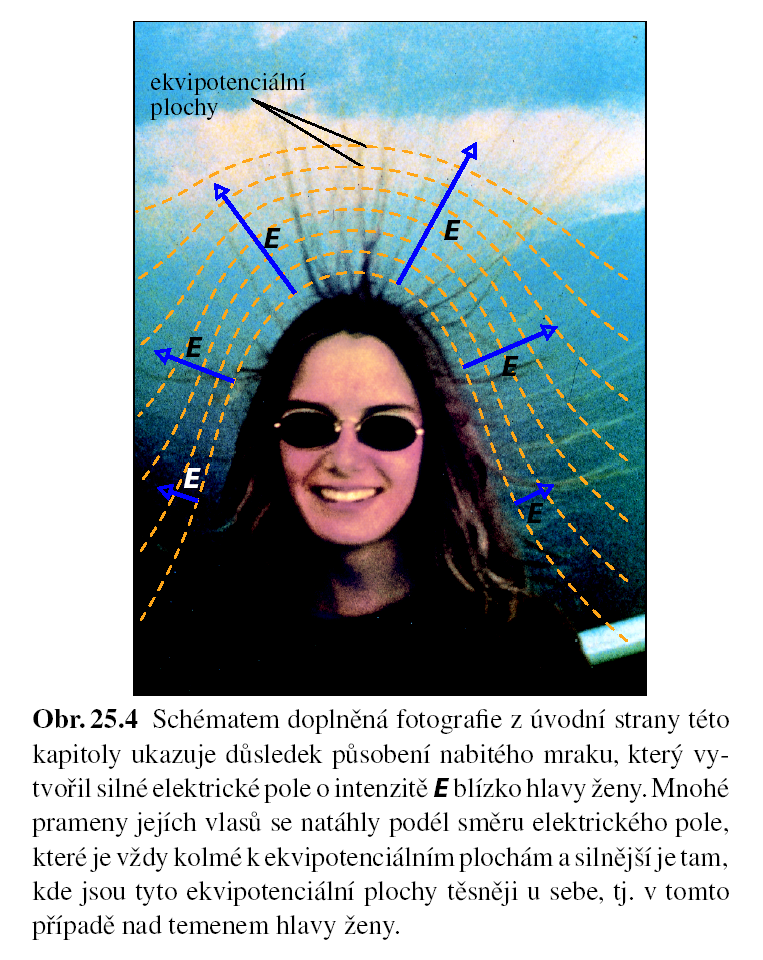 ekvipotenciální
plochy
E
E
E
E
E
E
Obr. 25.4 Schématem doplněná fotografie z úvodní strany této
kapitoly ukazuje důsledek působení nabitého mraku, který vy-
tvořil silné elektrické pole o intenzitě E blízko hlavy ženy. Mnohé
prameny jejích vlasů se natáhly podél směru elektrického pole,
které je vždy kolmé k ekvipotenciálním plochám a silnější je tam,
kde jsou tyto ekvipotenciální plochy těsněji u sebe, tj. v tomto
případě nad temenem hlavy ženy.